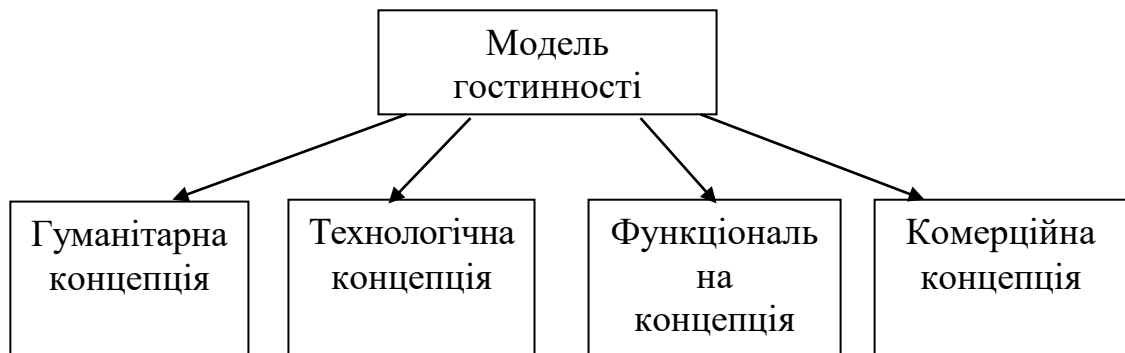 Модель
гостинності
Гуманітарна
концепція
Технологічна
концепція
Функціональ
на
концепція
Комерційна
концепція